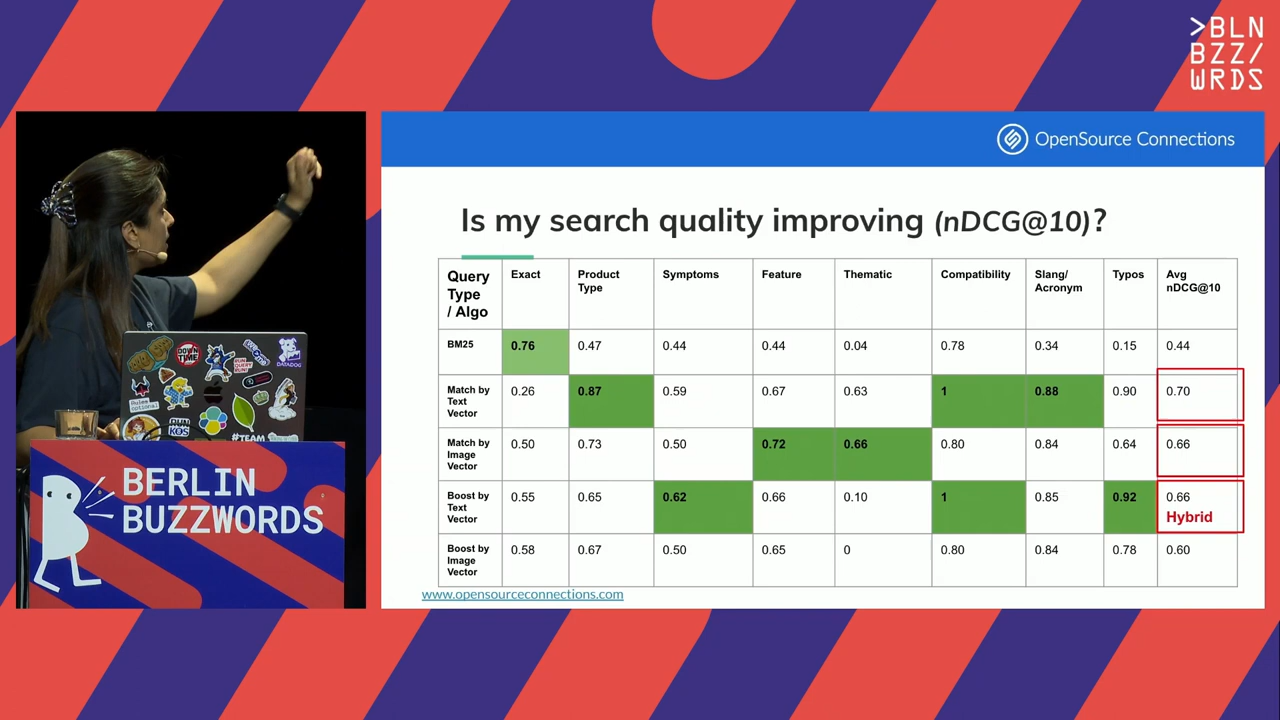 >BLN
BZZ/
WRDS
OpenSource Connections
Is my search quality improving (nDCG@10)?
Query Type / Algo Exact Product Type Symptoms Feature Thematic Compatibility Slang/ Acronym Typos Avg nDCG@10
BM25 0.76 0.47 0.44 0.44 0.04 0.78 0.34 0.15 0.44
Match by Text Vector 0.26 0.87 0.59 0.67 0.63 1 0.88 0.90 0.70
Match by Image Vector 0.50 0.73 0.50 0.72 0.66 0.80 0.84 0.64 0.66
Boost by Text Vector 0.55 0.65 0.62 0.66 0.10 1 0.85 0.92 0.66 Hybrid
Boost by Image Vector 0.58 0.67 0.50 0.65 0 0.80 0.84 0.78 0.60
www.opensourceconnections.com
DOWN
TIME
DATADOG
Rules
optional
#TEAM
BERLIN
BUZZWORDS